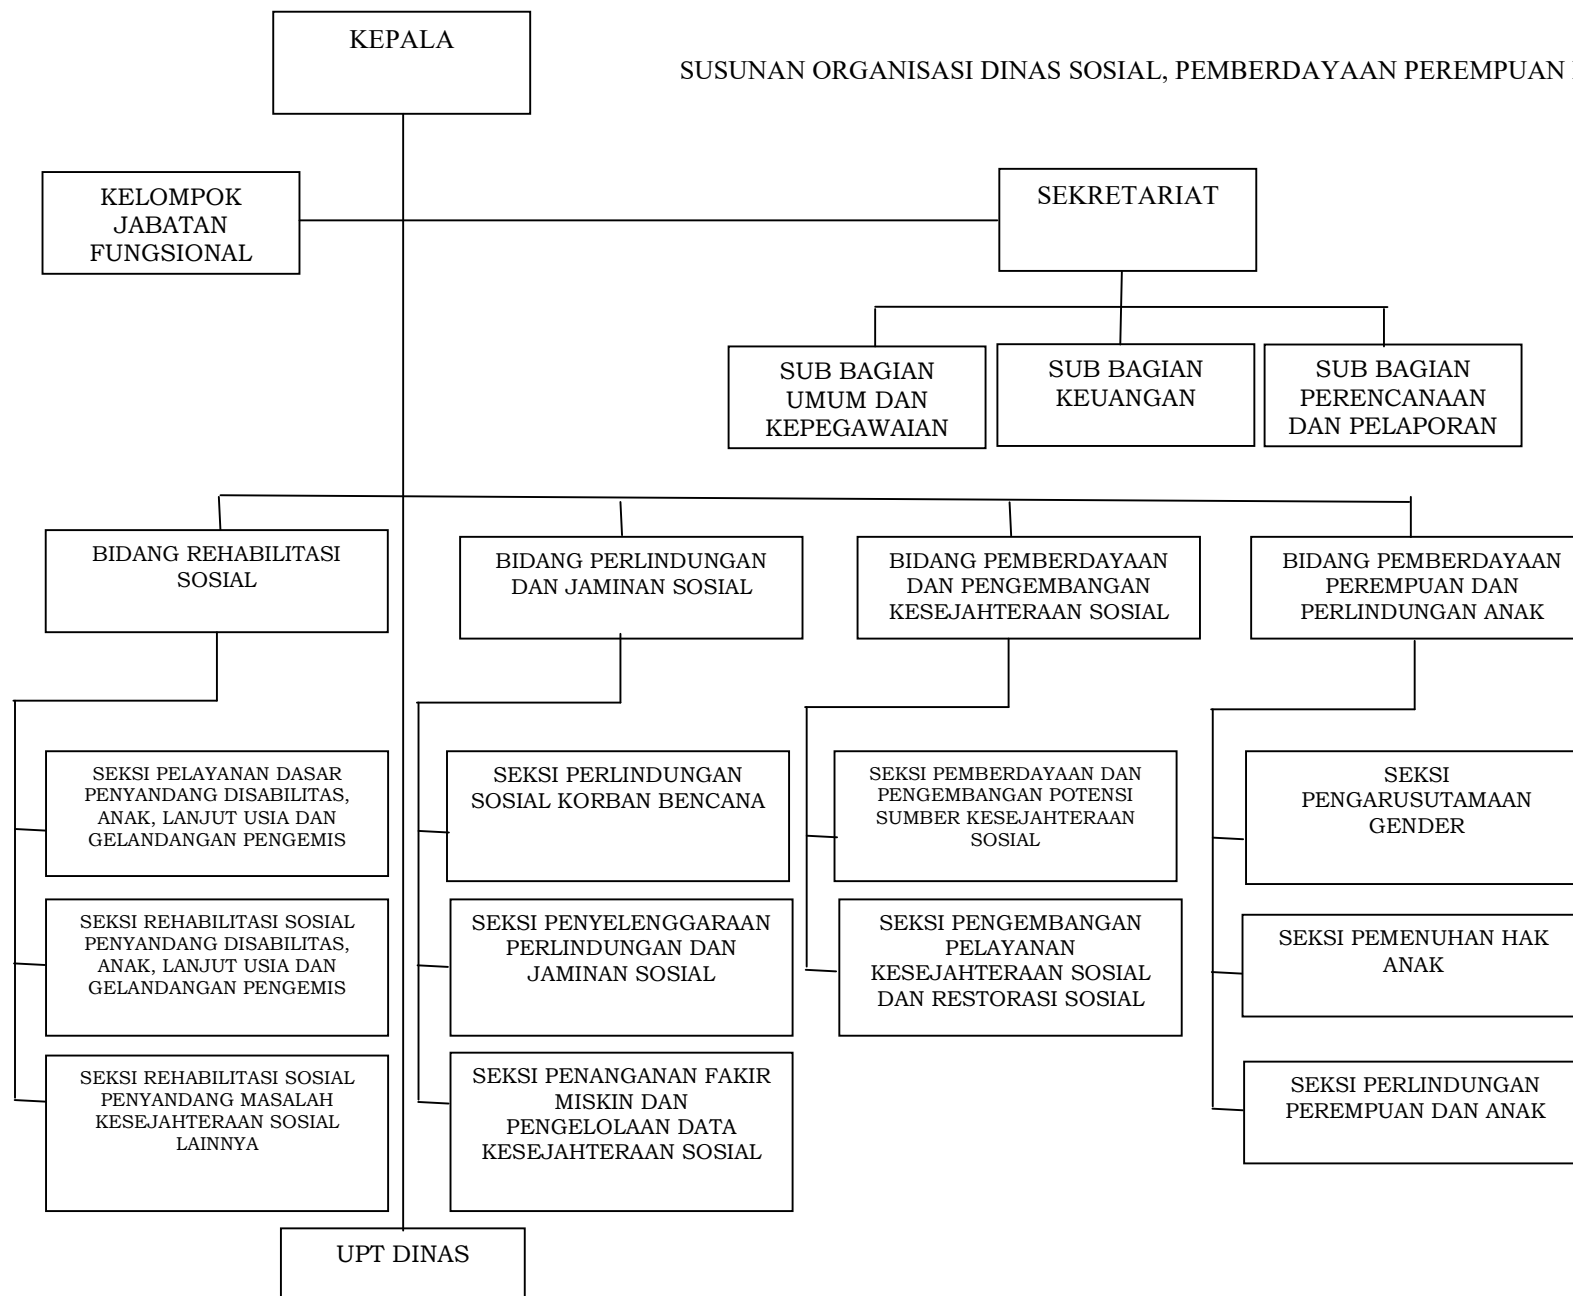 KEPALA
SUSUNAN ORGANISASI DINAS SOSIAL, PEMBERDAYAAN PEREMPUAN
KELOMPOK
JABATAN
FUNGSIONAL
SEKRETARIAT
SUB BAGIAN
UMUM DAN
KEPEGAWAIAN
SUB BAGIAN
KEUANGAN
SUB BAGIAN
PERENCANAAN
DAN PELAPORAN
BIDANG REHABILITASI
SOSIAL
BIDANG PERLINDUNGAN
DAN JAMINAN SOSIAL
BIDANG PEMBERDAYAAN
DAN PENGEMBANGAN
KESEJAHTERAAN SOSIAL
BIDANG PEMBERDAYAAN
PEREMPUAN DAN
PERLINDUNGAN ANAK
SEKSI PELAYANAN DASAR
PENYANDANG DISABILITAS,
ANAK, LANJUT USIA DAN
GELANDANGAN PENGEMIS
SEKSI PERLINDUNGAN
SOSIAL KORBAN BENCANA
SEKSI PEMBERDAYAAN DAN
PENGEMBANGAN POTENSI
SUMBER KESEJAHTERAAN
SOSIAL
SEKSI
PENGARUSUTAMAAN
GENDER
SEKSI REHABILITASI SOSIAL
PENYANDANG DISABILITAS,
ANAK, LANJUT USIA DAN
GELANDANGAN PENGEMIS
SEKSI PENYELENGGARAAN
PERLINDUNGAN DAN
JAMINAN SOSIAL
SEKSI PENGEMBANGAN
PELAYANAN
KESEJAHTERAAN SOSIAL
DAN RESTORASI SOSIAL
SEKSI PEMENUHAN HAK
ANAK
SEKSI REHABILITASI SOSIAL
PENYANDANG MASALAH
KESEJAHTERAAN SOSIAL
LAINNYA
SEKSI PENANGANAN FAKIR
MISKIN DAN
PENGELOLAAN DATA
KESEJAHTERAAN SOSIAL
SEKSI PERLINDUNGAN
PEREMPUAN DAN ANAK
UPT DINAS